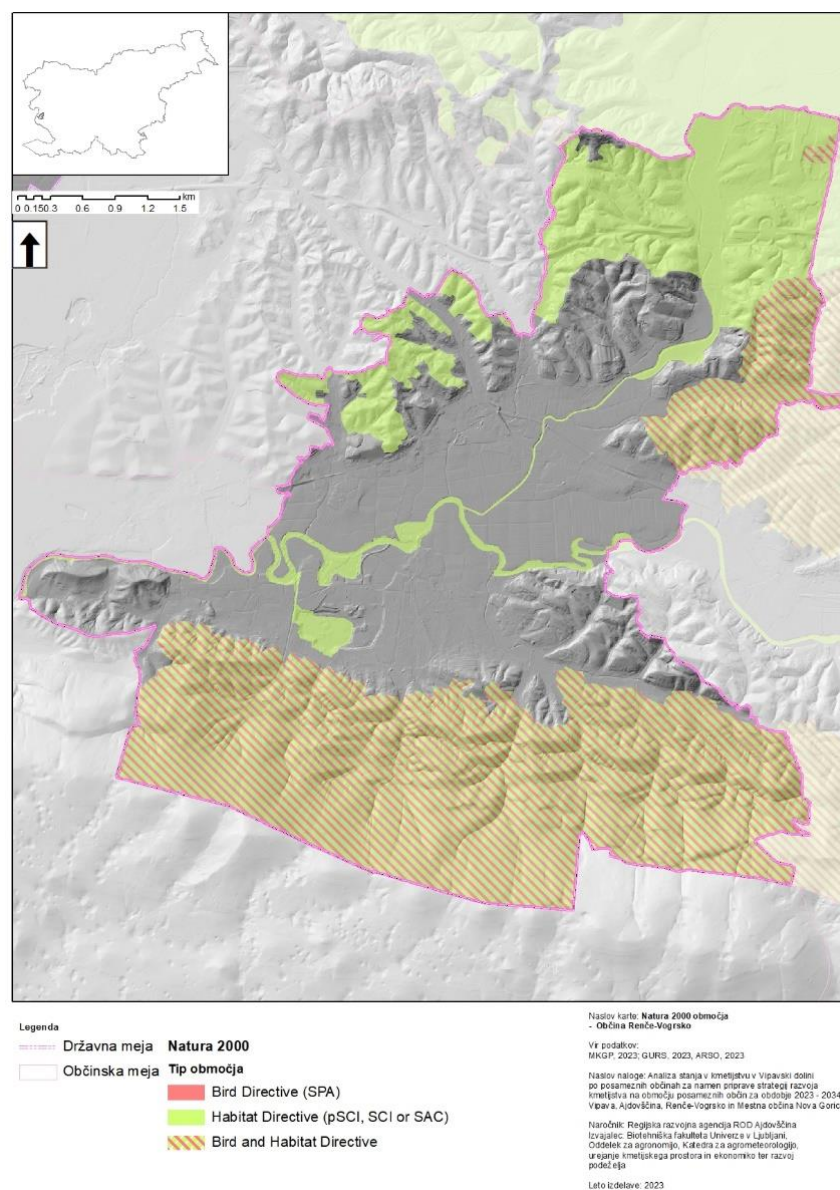 km
0 0.150.3 0.6 0.9 1.2 1.5
Legenda
Državna meja
Občinska meja
Natura 2000
Tip območja
Bird Directive (SPA)
Habitat Directive (pSCI, SCI or SAC)
Bird and Habitat Directive
Naslov karte: Natura 2000 območja
- Občina Renče-Vogrsko
Vir podatkov:
MKGP, 2023; GURS, 2023, ARSO, 2023
Naslov naloge: Analiza stanja v kmetijstvu v Vipavski dolini
po posameznih občinah za namen priprave strategij razvoja
kmetijstva na območju posameznih občin za obdobje 2023 - 2034
Vipava, Ajdovščina, Renče-Vogrsko in Mestna občina Nova Goric
Naročnik: Regijska razvojna agencija ROD Ajdovščina
Izvajalec: Biotehniška fakulteta Univerze v Ljubljani,
Oddelek za agronomijo, Katedra za agrometeorologijo,
urejanje kmetijskega prostora in ekonomiko ter razvoj
podeželja
Leto izdelave: 2023